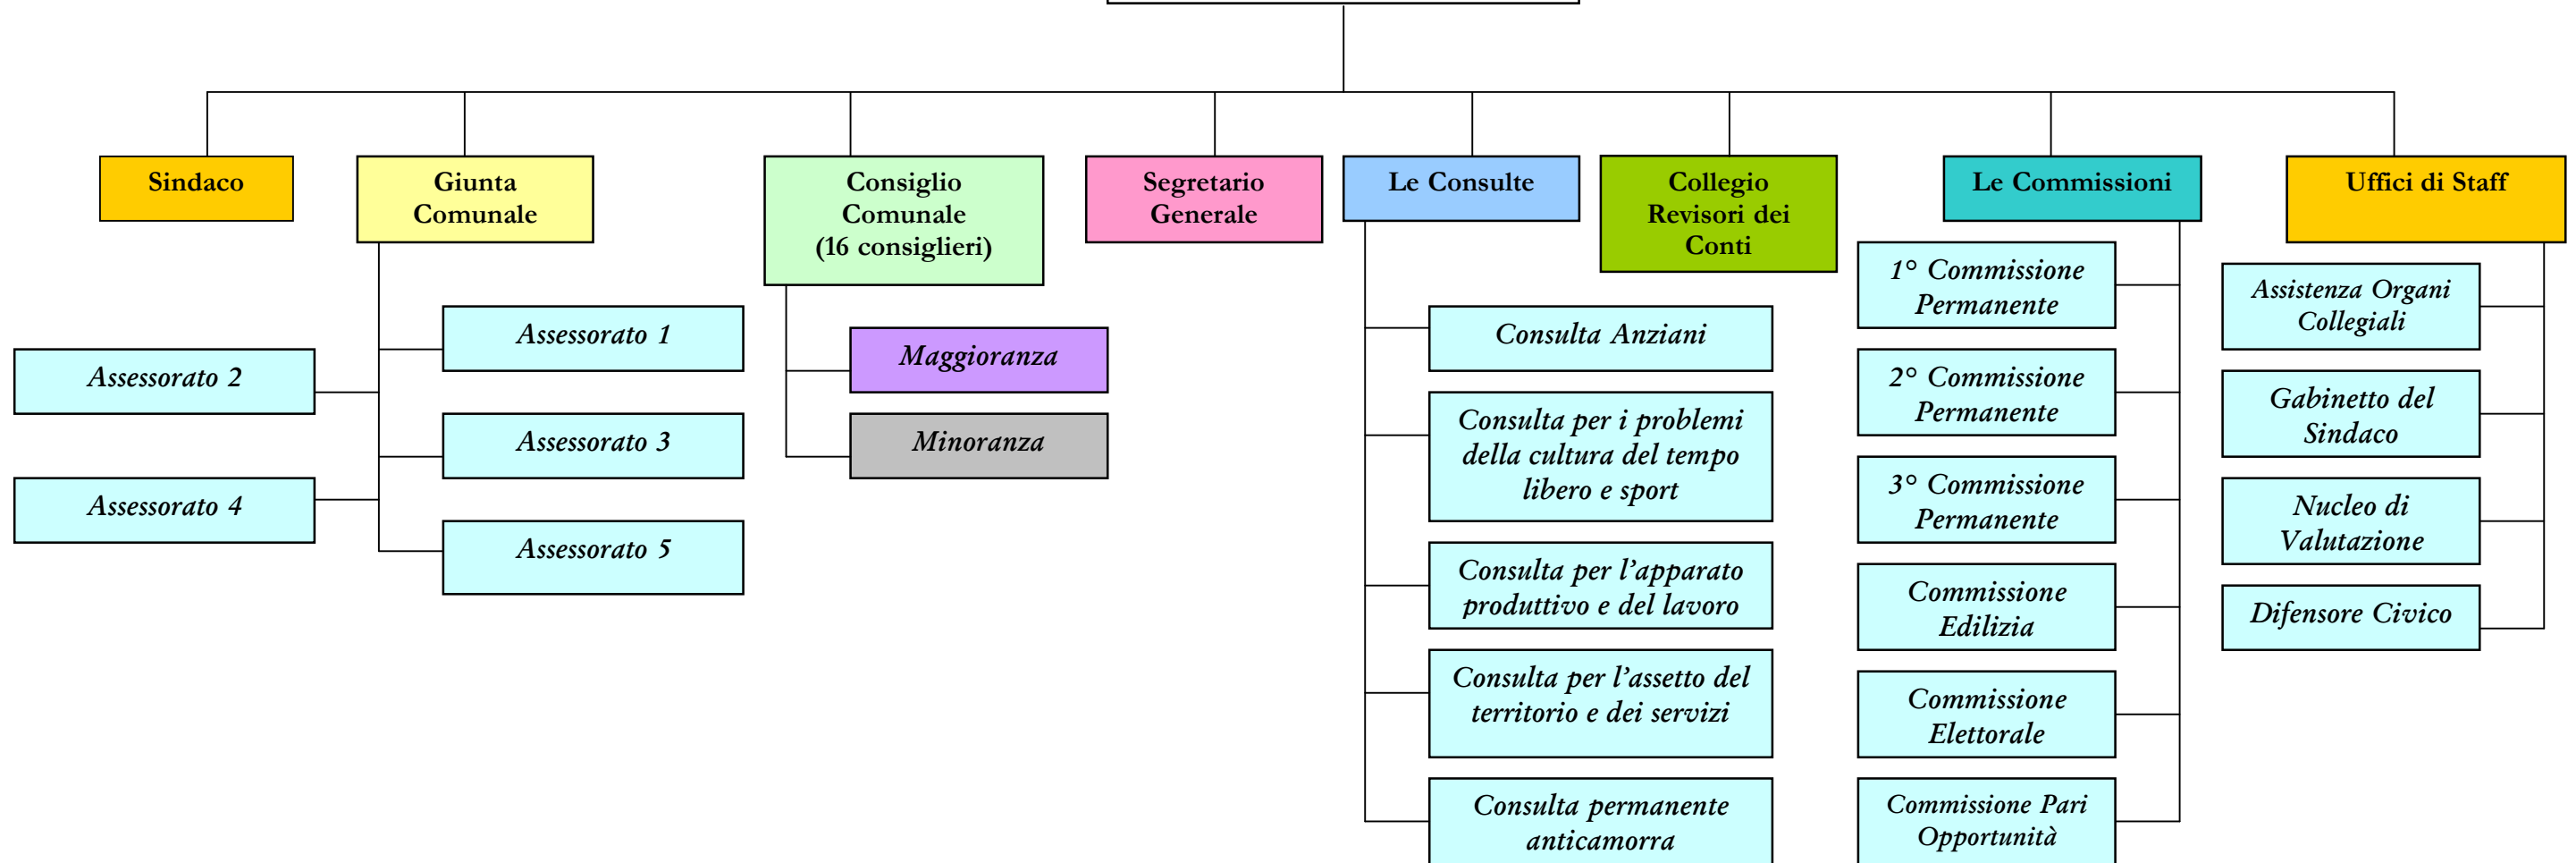 Sindaco
Giunta
Comunale
Consiglio
Comunale
(16 consiglieri)
Segretario
Generale
Le Consulte
Collegio
Revisori dei
Conti
Le Commissioni
Uffici di Staff
Assessorato 1
Assessorato 2
Assessorato 3
Assessorato 4
Assessorato 5
Maggioranza
Minoranza
Consulta Anziani
Consulta per i problemi
della cultura del tempo
libero e sport
Consulta per l'apparato
produttivo e del lavoro
Consulta per l'assetto del
territorio e dei servizi
Consulta permanente
anticamorra
1° Commissione
Permanente
2° Commissione
Permanente
3° Commissione
Permanente
Commissione
Edilizia
Commissione
Elettorale
Commissione Pari
Opportunità
Assistenza Organi
Collegiali
Gabinetto del
Sindaco
Nucleo di
Valutazione
Difensore Civico